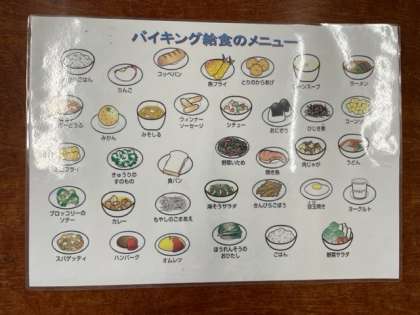 バイキング給食のメニュー
りんご
コッペパン
魚フライ
とりのからあげ
コーンスープ
ラーメン
みかん
みそしる
ウィンナー
ソーセージ
シチュー
おにぎり
ひじき煮
きゅうりの
すのもの
食パン
野菜いため
焼き魚
肉じゃが
うどん
ブロッコリーの
ソテー
カレー
もやしのごまあえ
海そうサラダ
きんぴらごぼう
目玉焼き
ヨーグルト
スパゲッティ
ハンバーグ
オムレツ
ほうれんそうの
おひたし
ごはん
野菜サラダ